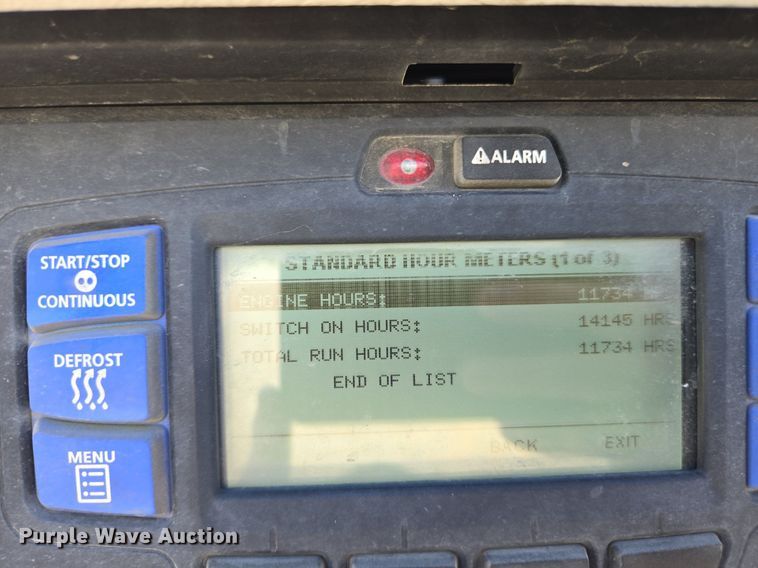 ALARM
START/STOP
CONTINUOUS
DEFROST
MENU
STANDARD HOUR METERS (1 of 3)
ENGINE HOURS: 11734 HRS
SWITCH ON HOURS: 14145 HRS
TOTAL RUN HOURS: 11734 HRS
END OF LIST
BACK EXIT
Purple Wave Auction®